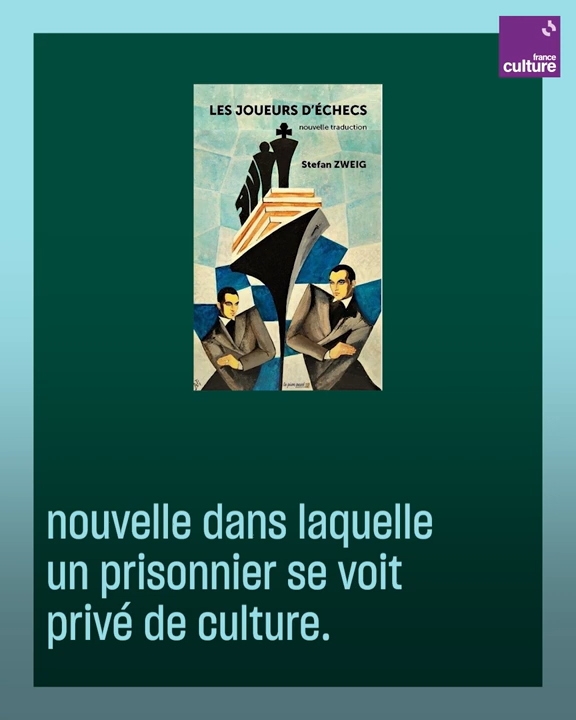 france
culture
LES JOUEURS D'ÉCHECS
nouvelle traduction
Stefan ZWEIG
nouvelle dans laquelle
un prisonnier se voit
privé de culture.